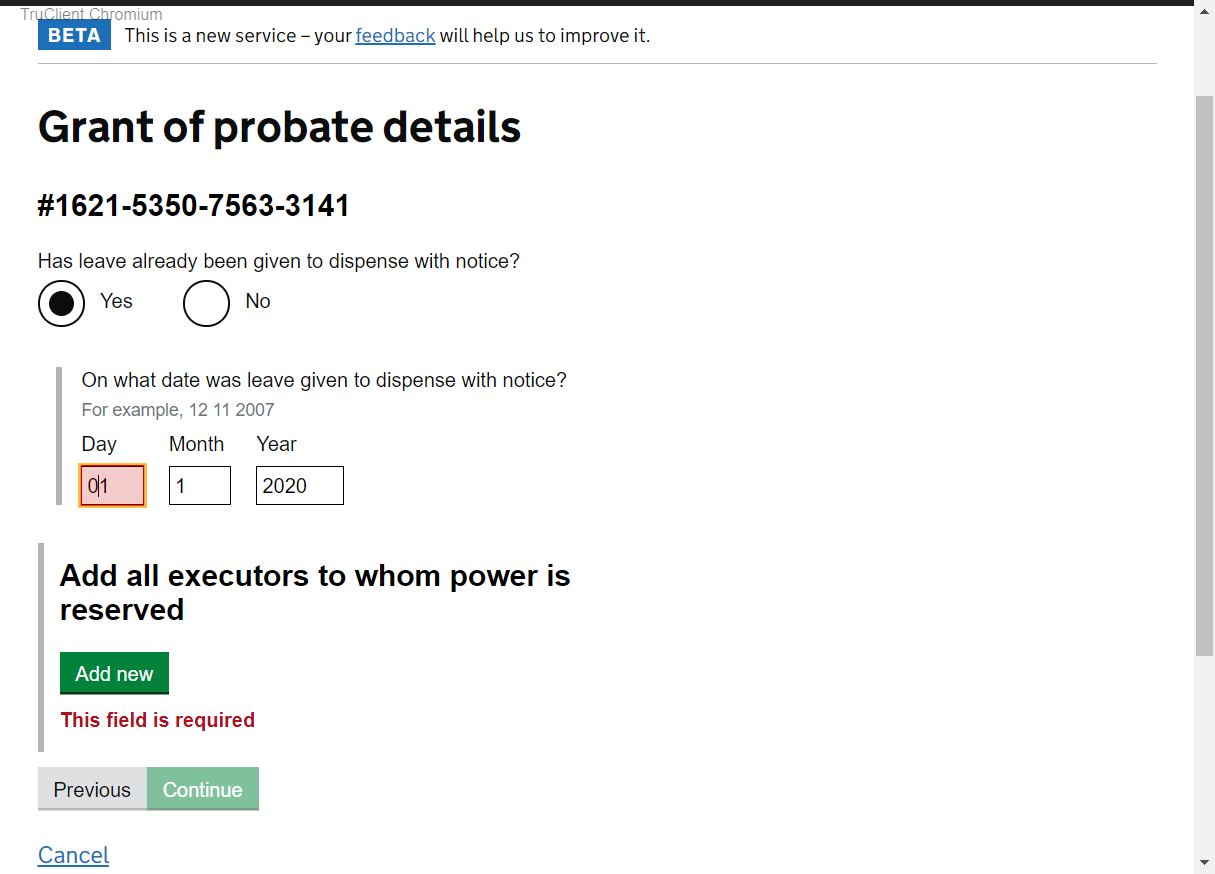 TruClient Chromium
BETA This is a new service – your feedback will help us to improve it.
Grant of probate details
#1621-5350-7563-3141
Has leave already been given to dispense with notice?
Yes No
On what date was leave given to dispense with notice?
For example, 12 11 2007
Day Month Year
01 1 2020
Add all executors to whom power is
reserved
Add new
This field is required
Previous Continue
Cancel